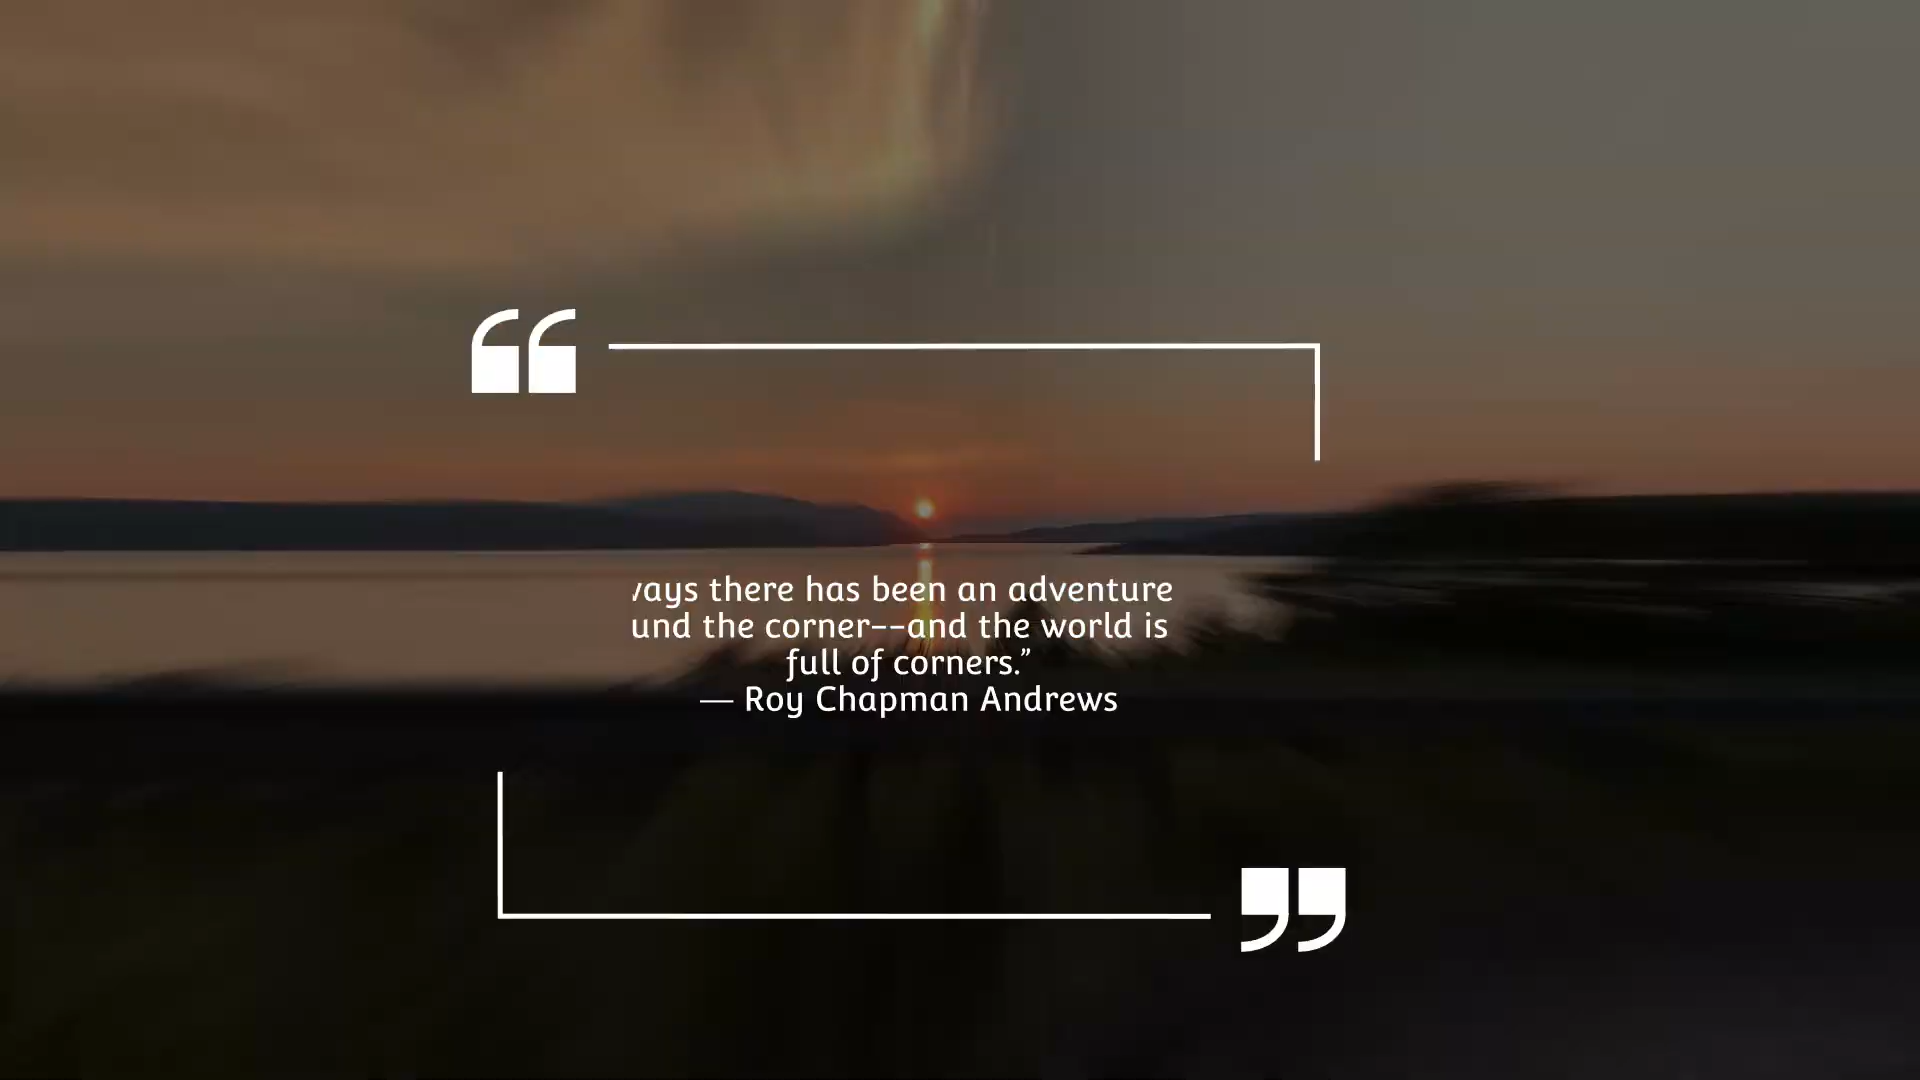 ays there has been an adventure
und the corner--and the world is
full of corners.”
— Roy Chapman Andrews